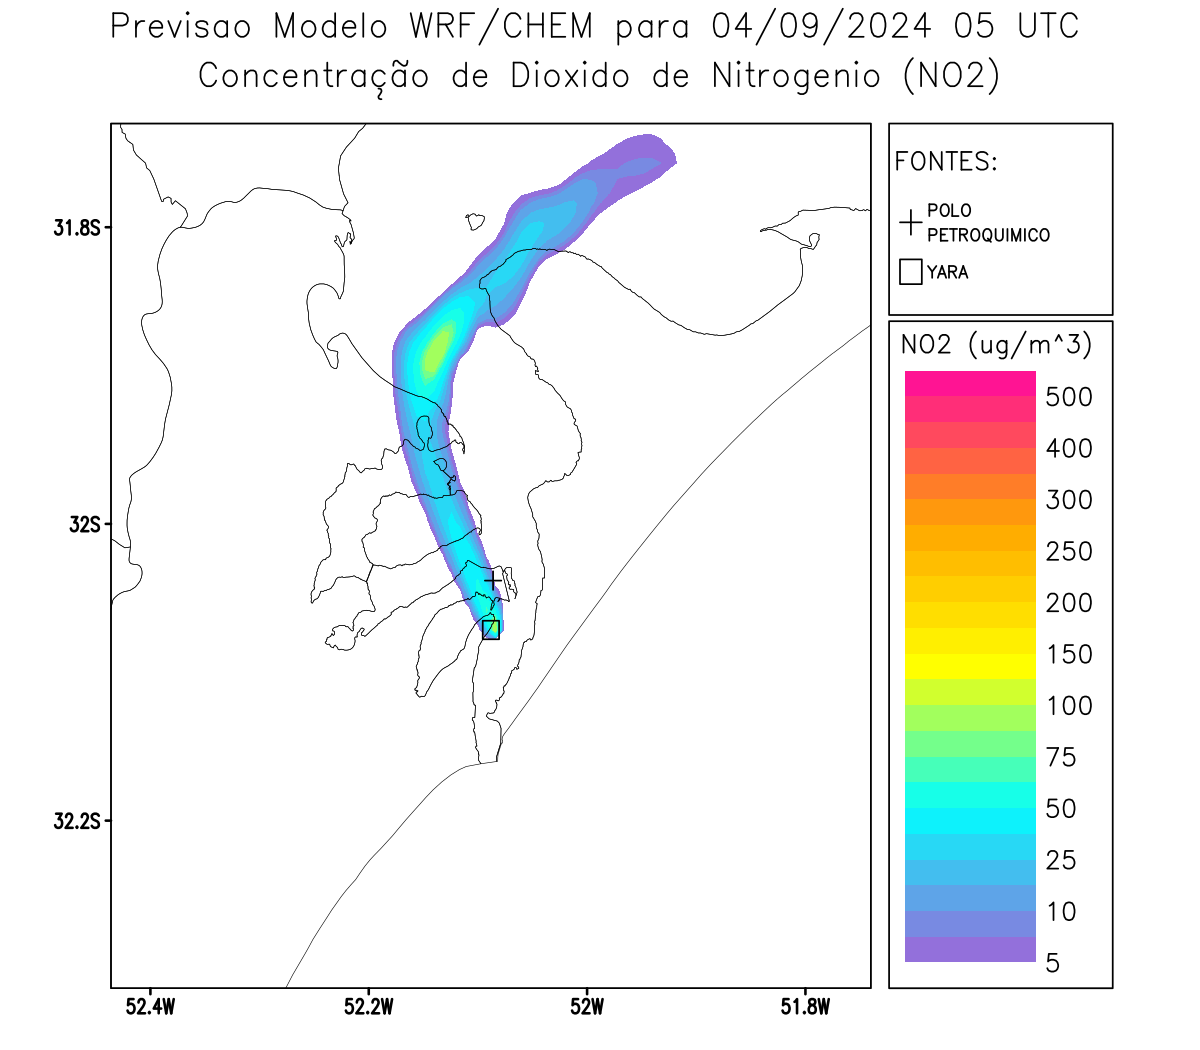 Previsao Modelo WRF/CHEM para 04/09/2024 05 UTC
Concentração de Dioxido de Nitrogenio (NO2)
FONTES:
POLO
PETROQUIMICO
YARA
31.8S
32S
32.2S
52.4W
52.2W
52W
51.8W
NO2 (ug/m^3)
500
400
300
250
200
150
100
75
50
25
10
5